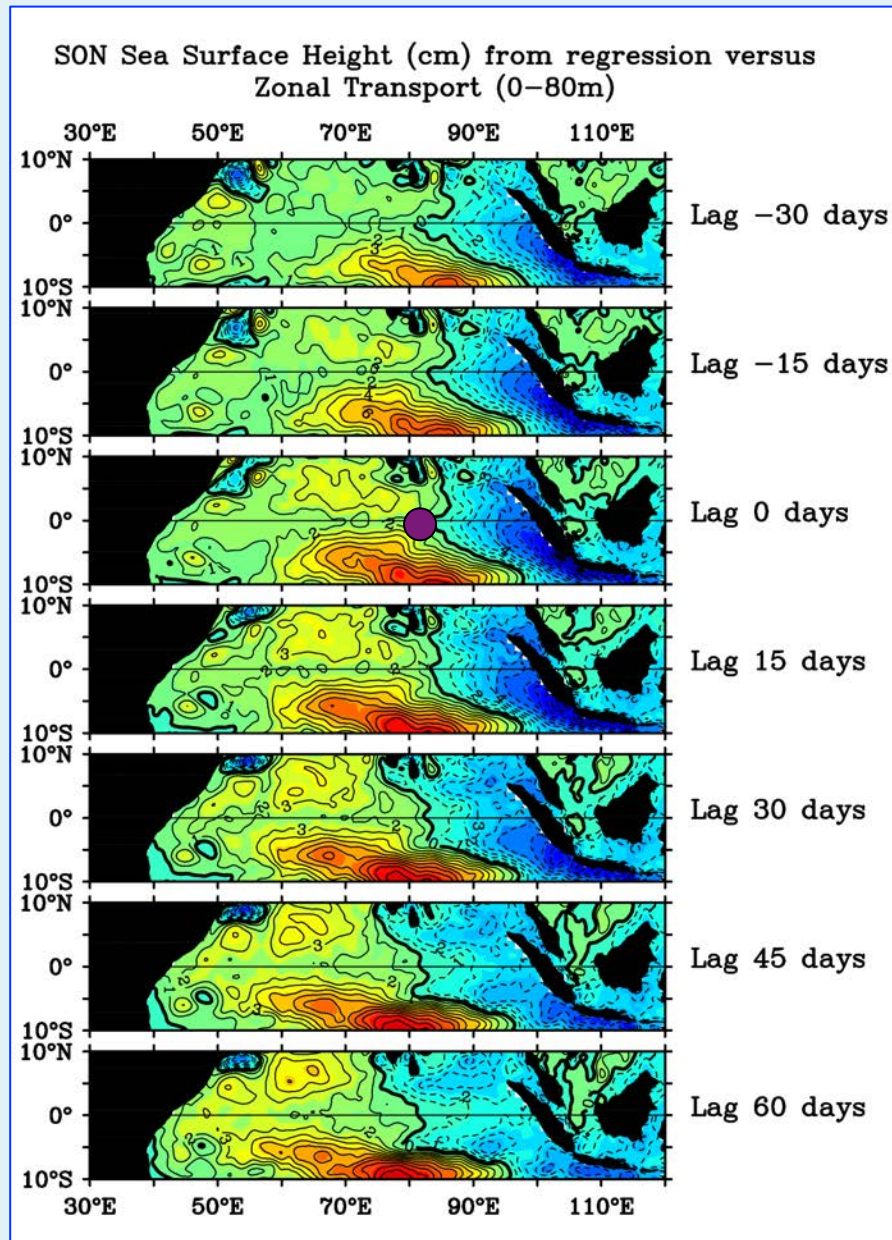 SON Sea Surface Height (cm) from regression versus
Zonal Transport (0−80m)
30°E 50°E 70°E 90°E 110°E
10°N
0°
10°S
Lag −30 days
10°N
0°
10°S
Lag −15 days
10°N
0°
10°S
Lag 0 days
10°N
0°
10°S
Lag 15 days
10°N
0°
10°S
Lag 30 days
10°N
0°
10°S
Lag 45 days
10°N
0°
10°S
Lag 60 days
30°E 50°E 70°E 90°E 110°E